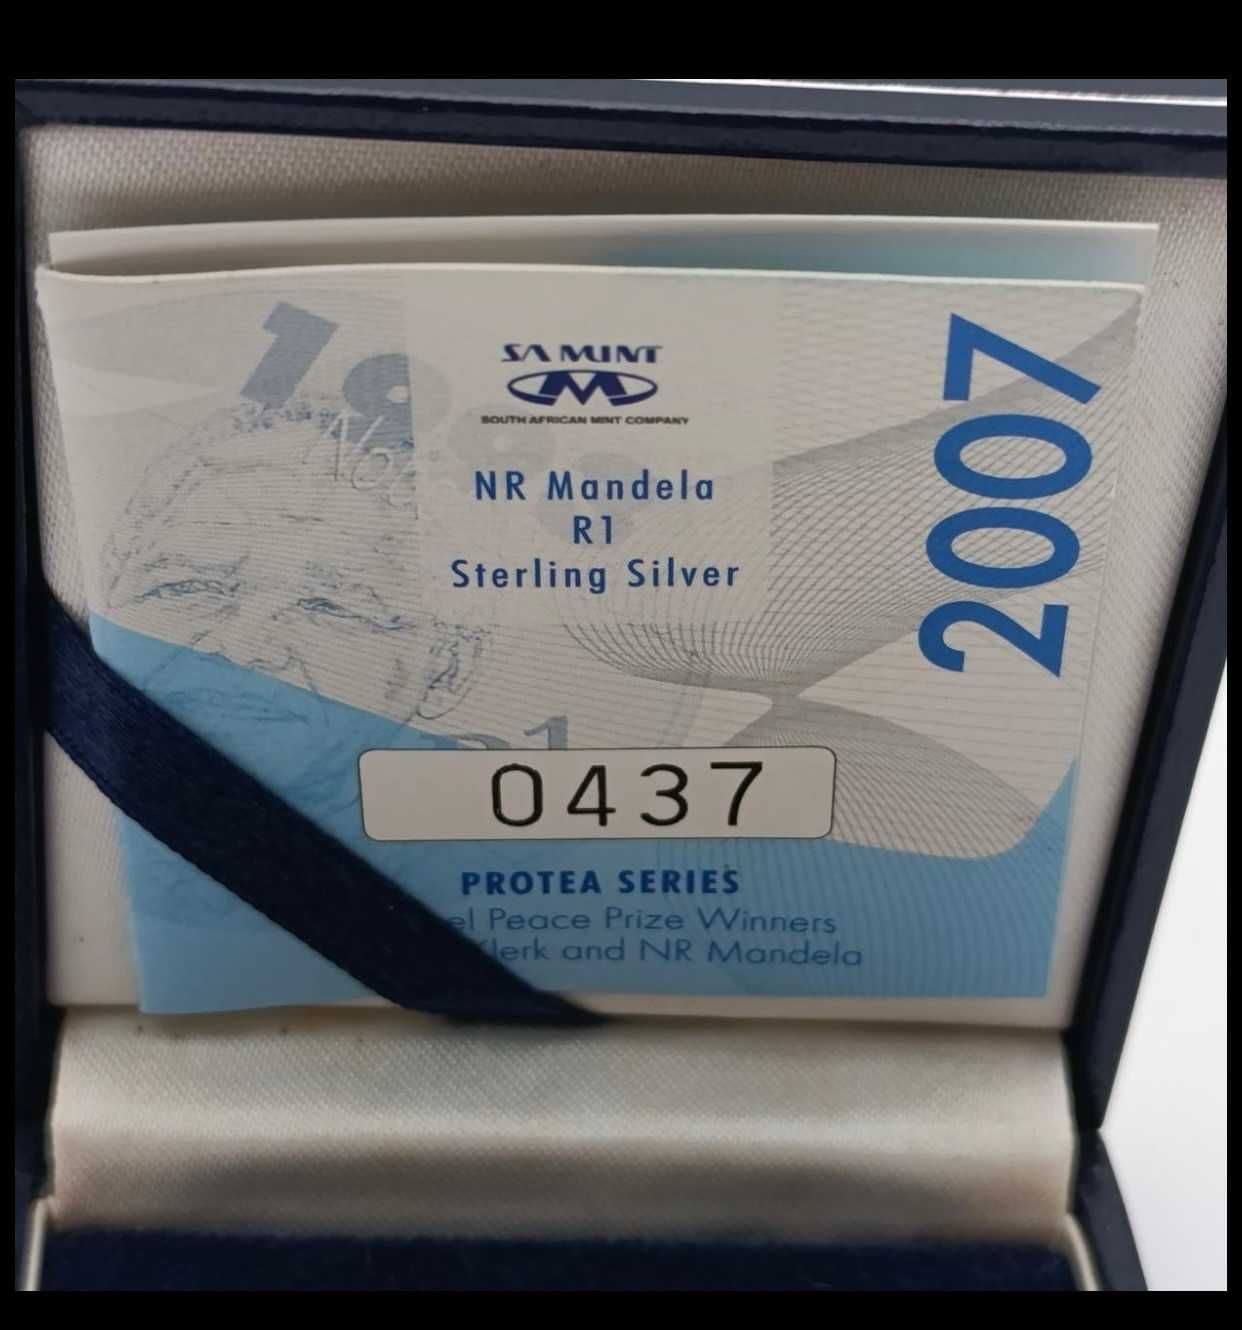 SA MINT
SOUTH AFRICAN MINT COMPANY
NR Mandela
R1
Sterling Silver
2007
0437
PROTEA SERIES
Peace Prize Winners
and NR Mandela